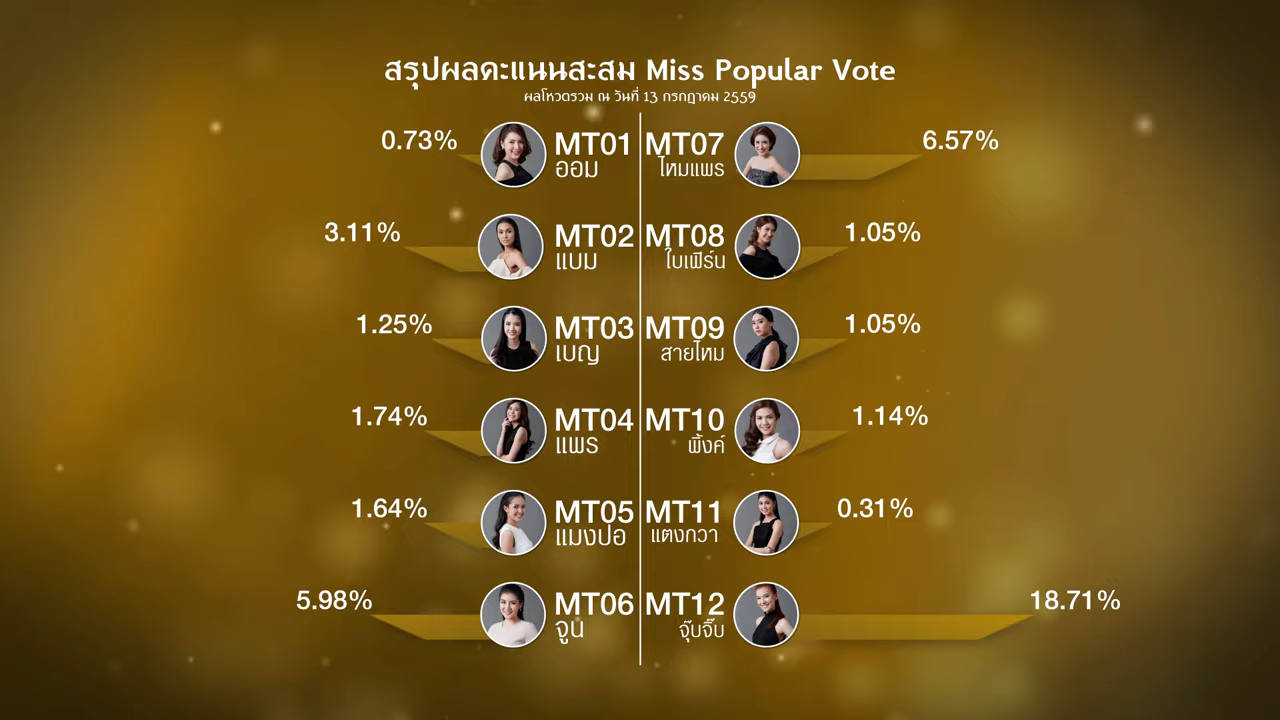 สรุปผลคะแนนสะสม Miss Popular Vote
ผลโหวตรวม ณ วันที่ 13 กรกฎาคม 2559
0.73%
MT01
ออม
3.11%
MT02
แบม
1.25%
MT03
เบญ
1.74%
MT04
แพร
1.64%
MT05
แมงปอ
5.98%
MT06
จูน
MT07
ไหมแพร
6.57%
MT08
ใบเฟิร์น
1.05%
MT09
สายไหม
1.05%
MT10
พิ้งค์
1.14%
MT11
แตงกวา
0.31%
MT12
จุ๊บจิ๊บ
18.71%